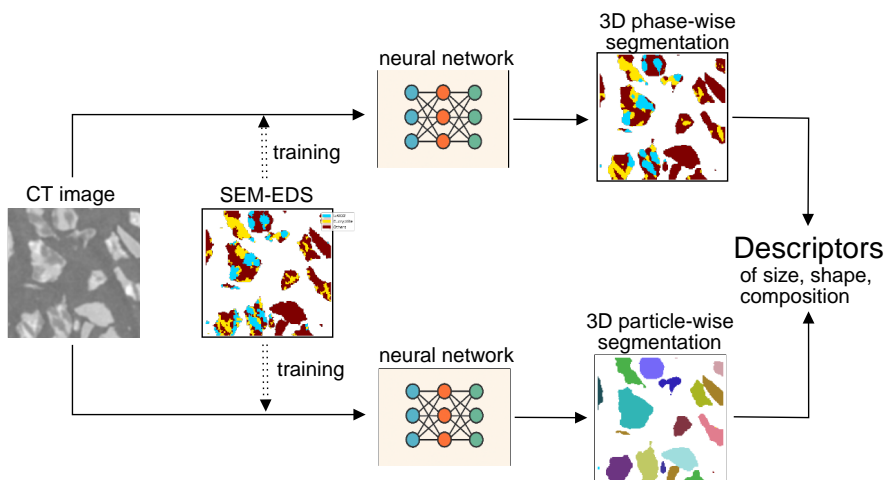 3D phase-wise
segmentation
neural network
training
CT image
SEM-EDS
Descriptors
of size, shape,
composition
3D particle-wise
segmentation
neural network
training